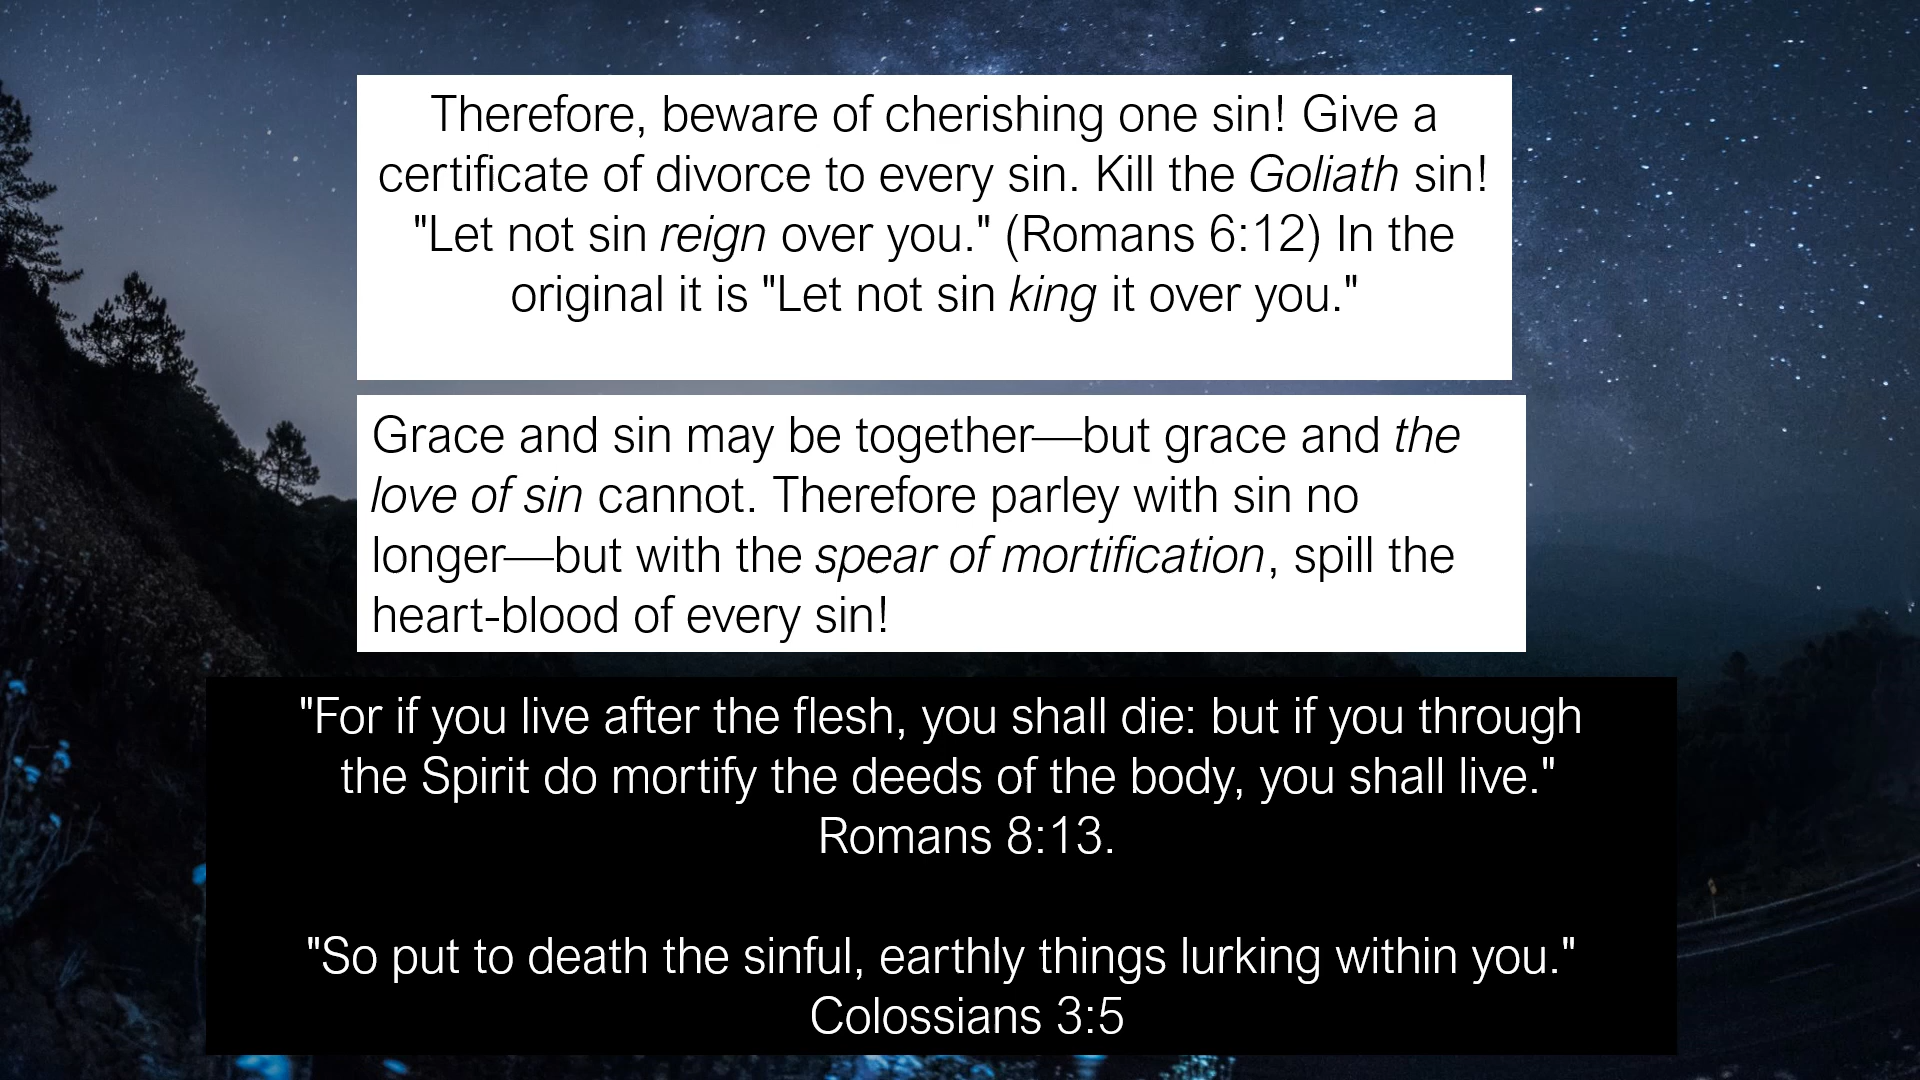 Therefore, beware of cherishing one sin! Give a
certificate of divorce to every sin. Kill the Goliath sin!
"Let not sin reign over you." (Romans 6:12) In the
original it is "Let not sin king it over you."
Grace and sin may be together—but grace and the
love of sin cannot. Therefore parley with sin no
longer—but with the spear of mortification, spill the
heart-blood of every sin!
"For if you live after the flesh, you shall die: but if you through
the Spirit do mortify the deeds of the body, you shall live."
Romans 8:13.
"So put to death the sinful, earthly things lurking within you."
Colossians 3:5